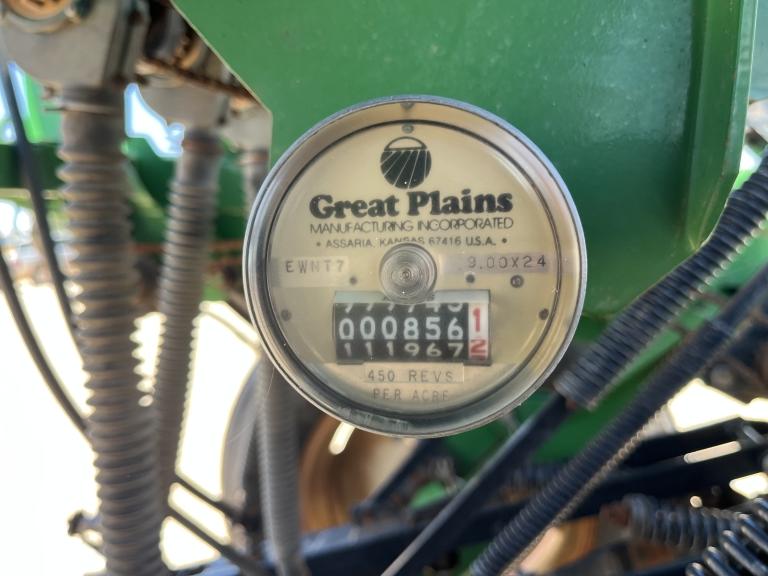 Great Plains
MANUFACTURING INCORPORATED
• ASSARIA, KANSAS 67416 U.S.A. •
EWNT7 9.00X24
000856 1
111967 2
450 REVS
PER ACRE